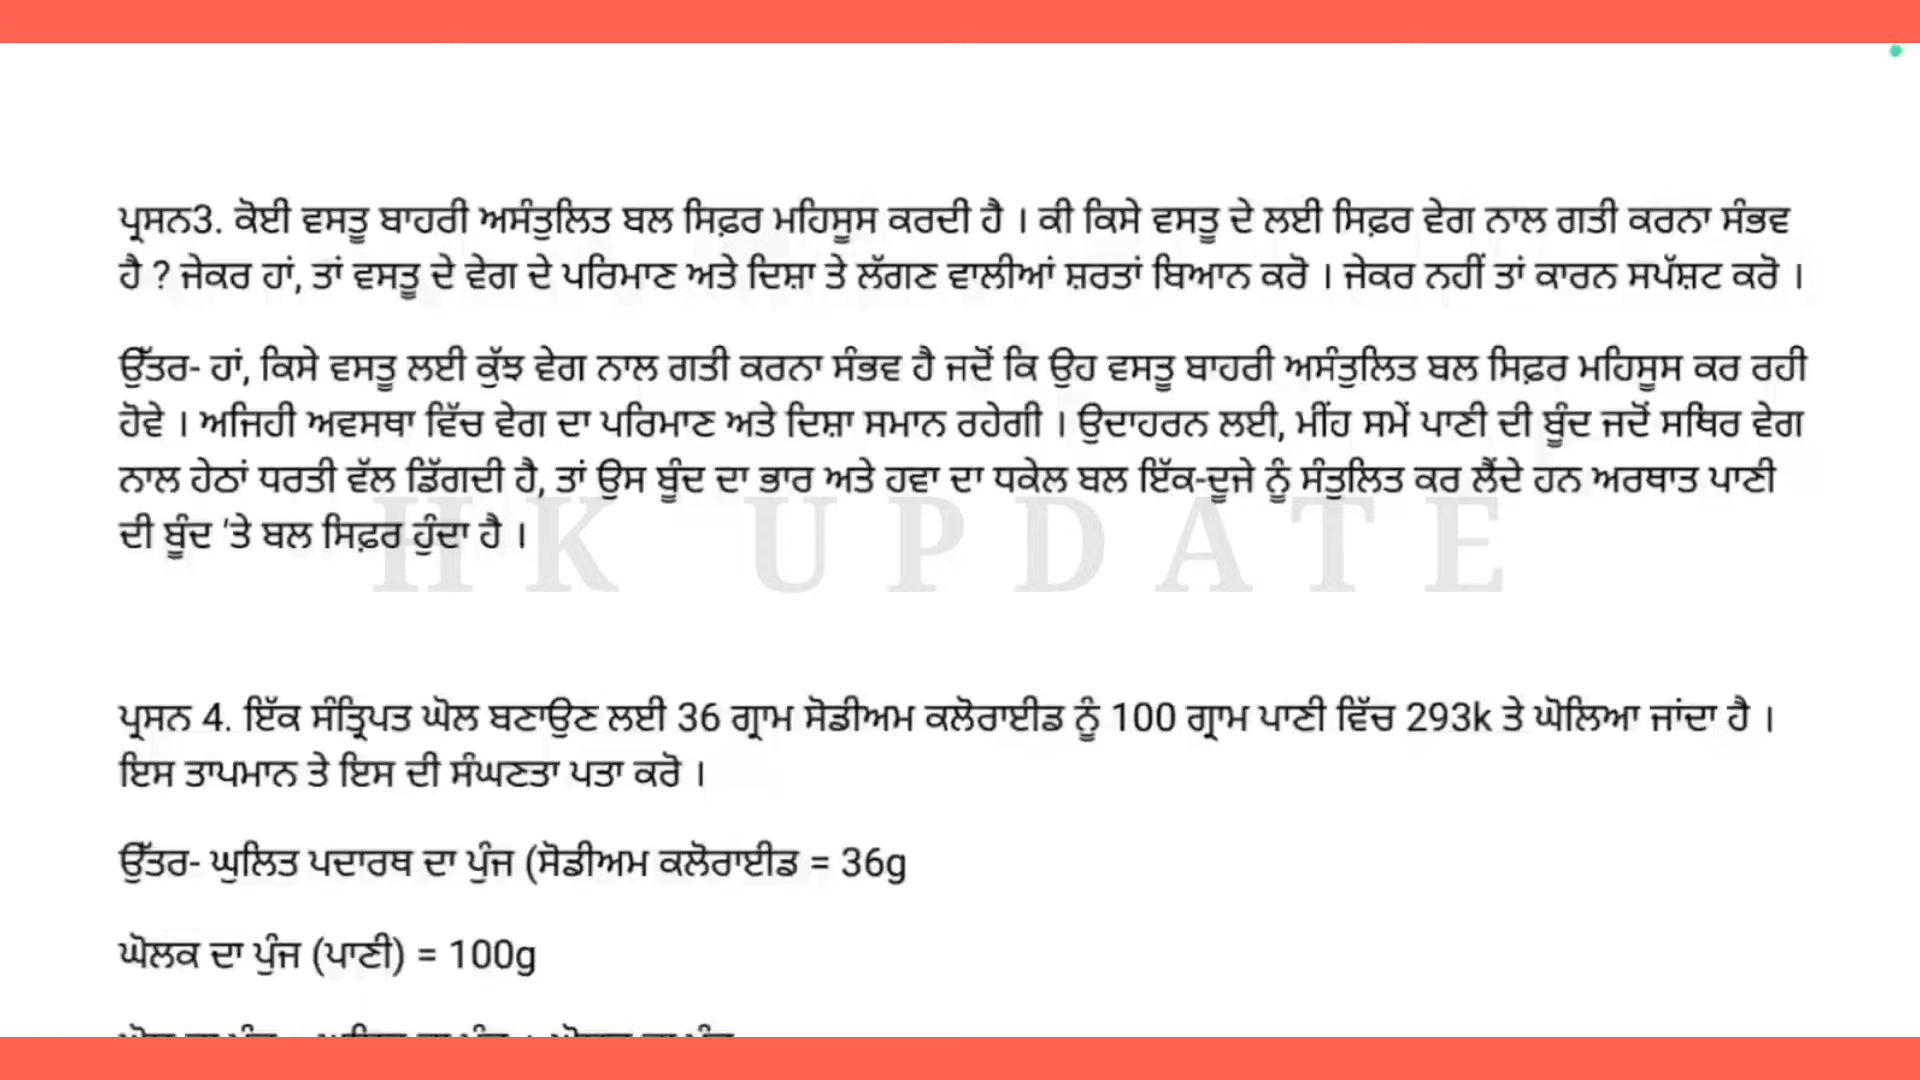 ਪ੍ਰਸਨ3. ਕੋਈ ਵਸਤੂ ਬਾਹਰੀ ਅਸੰਤੁਲਿਤ ਬਲ ਸਿਫ਼ਰ ਮਹਿਸੂਸ ਕਰਦੀ ਹੈ । ਕੀ ਕਿਸੇ ਵਸਤੂ ਦੇ ਲਈ ਸਿਫ਼ਰ ਵੇਗ ਨਾਲ ਗਤੀ ਕਰਨਾ ਸੰਭਵ
ਹੈ ? ਜੇਕਰ ਹਾਂ, ਤਾਂ ਵਸਤੂ ਦੇ ਵੇਗ ਦੇ ਪਰਿਮਾਣ ਅਤੇ ਦਿਸ਼ਾ ਤੇ ਲੱਗਣ ਵਾਲੀਆਂ ਸ਼ਰਤਾਂ ਬਿਆਨ ਕਰੋ । ਜੇਕਰ ਨਹੀਂ ਤਾਂ ਕਾਰਨ ਸਪੱਸ਼ਟ ਕਰੋ ।
ਉੱਤਰ- ਹਾਂ, ਕਿਸੇ ਵਸਤੂ ਲਈ ਕੁੱਝ ਵੇਗ ਨਾਲ ਗਤੀ ਕਰਨਾ ਸੰਭਵ ਹੈ ਜਦੋਂ ਕਿ ਉਹ ਵਸਤੂ ਬਾਹਰੀ ਅਸੰਤੁਲਿਤ ਬਲ ਸਿਫ਼ਰ ਮਹਿਸੂਸ ਕਰ ਰਹੀ
ਹੋਵੇ । ਅਜਿਹੀ ਅਵਸਥਾ ਵਿੱਚ ਵੇਗ ਦਾ ਪਰਿਮਾਣ ਅਤੇ ਦਿਸ਼ਾ ਸਮਾਨ ਰਹੇਗੀ । ਉਦਾਹਰਨ ਲਈ, ਮੀਂਹ ਸਮੇਂ ਪਾਣੀ ਦੀ ਬੂੰਦ ਜਦੋਂ ਸਥਿਰ ਵੇਗ
ਨਾਲ ਹੇਠਾਂ ਧਰਤੀ ਵੱਲ ਡਿੱਗਦੀ ਹੈ, ਤਾਂ ਉਸ ਬੂੰਦ ਦਾ ਭਾਰ ਅਤੇ ਹਵਾ ਦਾ ਧਕੇਲ ਬਲ ਇੱਕ-ਦੂਜੇ ਨੂੰ ਸੰਤੁਲਿਤ ਕਰ ਲੈਂਦੇ ਹਨ ਅਰਥਾਤ ਪਾਣੀ
ਦੀ ਬੂੰਦ ’ਤੇ ਬਲ ਸਿਫ਼ਰ ਹੁੰਦਾ ਹੈ ।
HK UPDATE
ਪ੍ਰਸਨ 4. ਇੱਕ ਸੰਤ੍ਰਿਪਤ ਘੋਲ ਬਣਾਉਣ ਲਈ 36 ਗ੍ਰਾਮ ਸੋਡੀਅਮ ਕਲੋਰਾਈਡ ਨੂੰ 100 ਗ੍ਰਾਮ ਪਾਣੀ ਵਿੱਚ 293k ਤੇ ਘੋਲਿਆ ਜਾਂਦਾ ਹੈ ।
ਇਸ ਤਾਪਮਾਨ ਤੇ ਇਸ ਦੀ ਸੰਘਣਤਾ ਪਤਾ ਕਰੋ ।
ਉੱਤਰ- ਘੁਲਿਤ ਪਦਾਰਥ ਦਾ ਪੁੰਜ (ਸੋਡੀਅਮ ਕਲੋਰਾਈਡ = 36g
ਘੋਲਕ ਦਾ ਪੁੰਜ (ਪਾਣੀ) = 100g